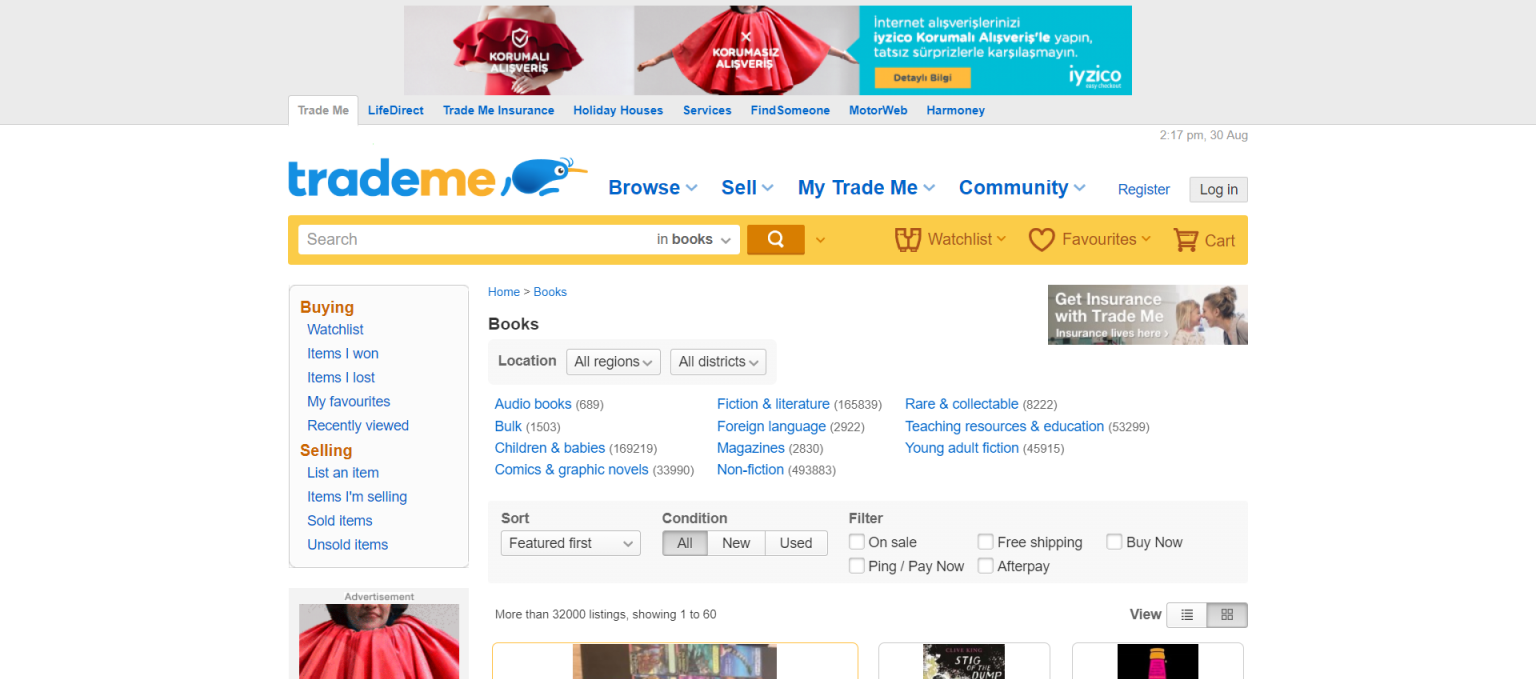 KORUMALI
ALIŞVERİŞ
KORUMASIZ
ALIŞVERİŞ
İnternet alışverişlerinizi
iyzico Korumalı Alışveriş'le yapın,
tatsız sürprizlerle karşılaşmayın.
Detaylı Bilgi
iyzico
easy checkout
Trade Me LifeDirect Trade Me Insurance Holiday Houses Services FindSomeone MotorWeb Harmoney
2:17 pm, 30 Aug
trademe
Browse Sell My Trade Me Community Register Log in
Search in books Watchlist Favourites Cart
Buying
Watchlist
Items I won
Items I lost
My favourites
Recently viewed
Selling
List an item
Items I'm selling
Sold items
Unsold items
Advertisement
Home > Books
Get Insurance
with Trade Me
Insurance lives here ›
Books
Location All regions All districts
Audio books (689)
Bulk (1503)
Children & babies (169219)
Comics & graphic novels (33990)
Fiction & literature (165839)
Foreign language (2922)
Magazines (2830)
Non-fiction (493883)
Rare & collectable (8222)
Teaching resources & education (53299)
Young adult fiction (45915)
Sort
Featured first
Condition
All New Used
Filter
On sale Free shipping Buy Now
Ping / Pay Now Afterpay
More than 32000 listings, showing 1 to 60
View
CLIVE KING
STIG
OF THE
DUMP